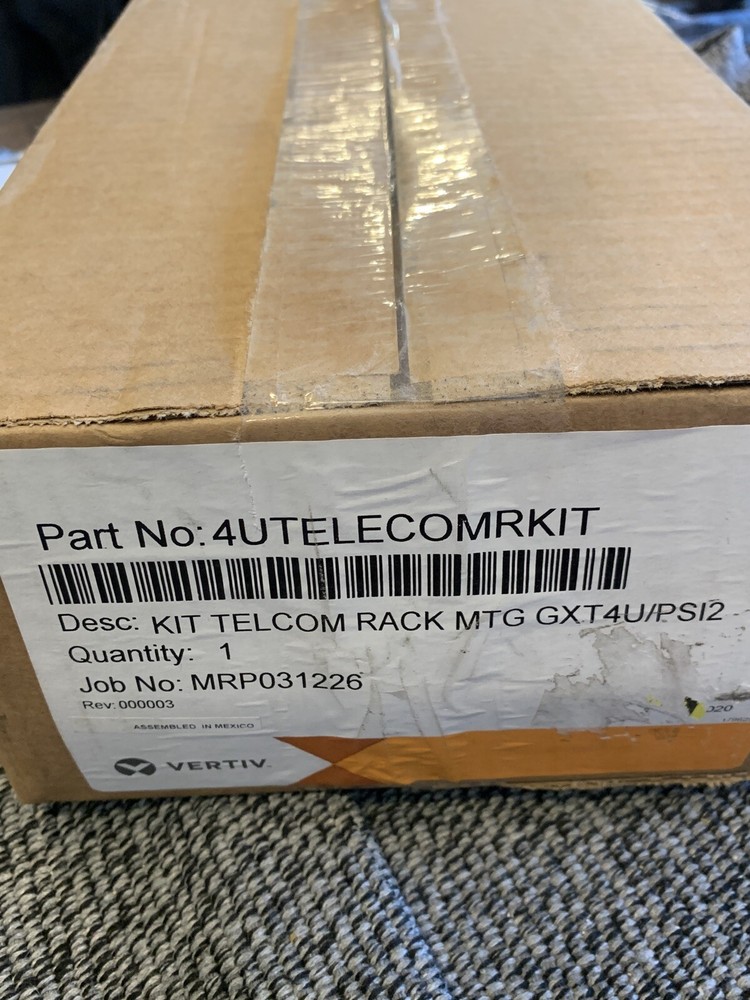 Part No: 4UTELECOMRKIT
Desc: KIT TELCOM RACK MTG GXT4U/PSI2
Quantity: 1
Job No: MRP031226
Rev: 000003
ASSEMBLED IN MEXICO
VERTIV.